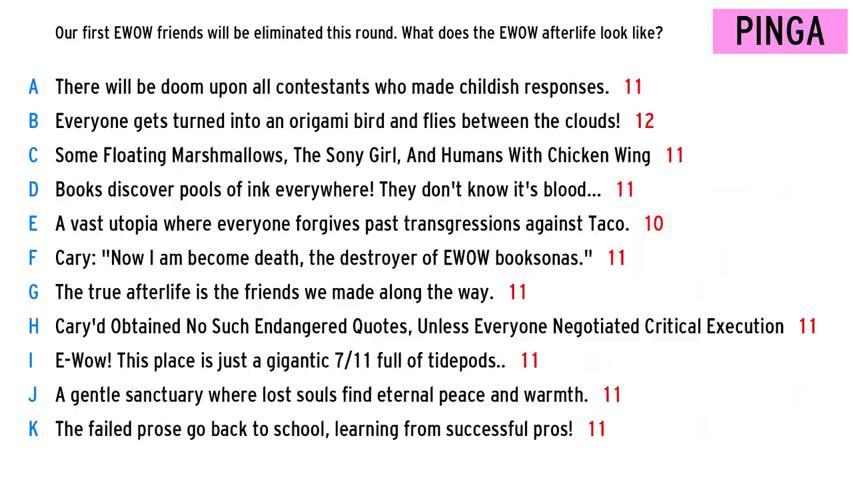 Our first EWOW friends will be eliminated this round. What does the EWOW afterlife look like?
PINGA
A There will be doom upon all contestants who made childish responses. 11
B Everyone gets turned into an origami bird and flies between the clouds! 12
C Some Floating Marshmallows, The Sony Girl, And Humans With Chicken Wing 11
D Books discover pools of ink everywhere! They don't know it's blood... 11
E A vast utopia where everyone forgives past transgressions against Taco. 10
F Cary: "Now I am become death, the destroyer of EWOW booksonas." 11
G The true afterlife is the friends we made along the way. 11
H Cary'd Obtained No Such Endangered Quotes, Unless Everyone Negotiated Critical Execution 11
I E-Wow! This place is just a gigantic 7/11 full of tidepods.. 11
J A gentle sanctuary where lost souls find eternal peace and warmth. 11
K The failed prose go back to school, learning from successful pros! 11